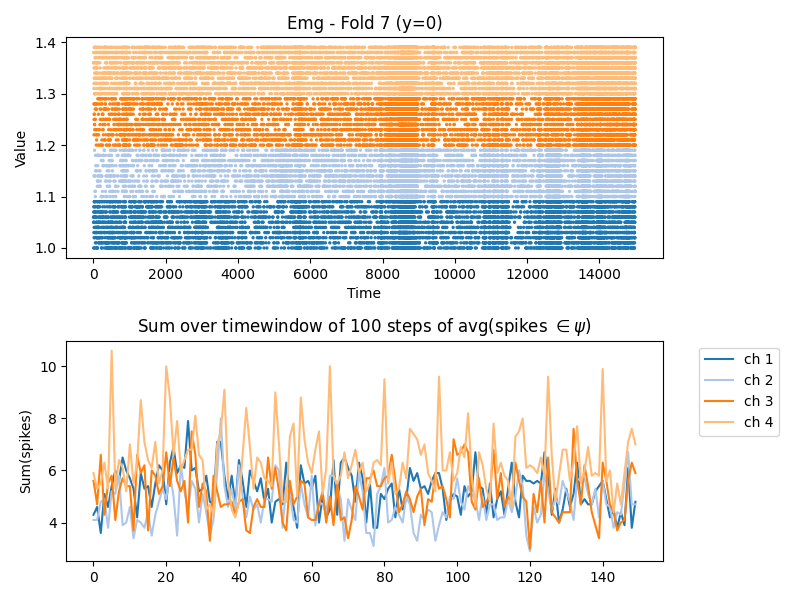 Emg - Fold 7 (y=0)
1.4
1.3
1.2
1.1
1.0
Value
0 2000 4000 6000 8000 10000 12000 14000
Time
Sum over timewindow of 100 steps of avg(spikes ∈ ψ)
10
8
6
4
Sum(spikes)
0 20 40 60 80 100 120 140
ch 1
ch 2
ch 3
ch 4